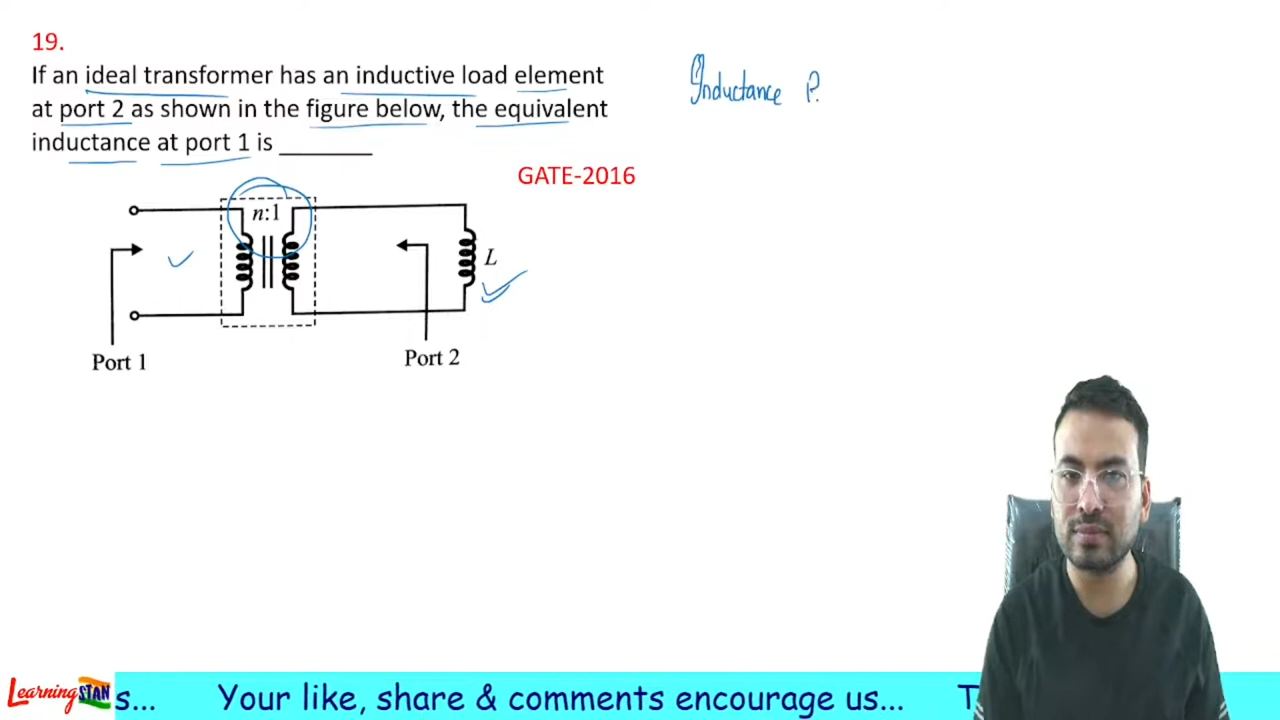 19.
If an ideal transformer has an inductive load element
at port 2 as shown in the figure below, the equivalent
inductance at port 1 is ________
GATE-2016
Inductance P.
n:1
L
Port 1
Port 2
LearningSTAN
s... Your like, share & comments encourage us... T